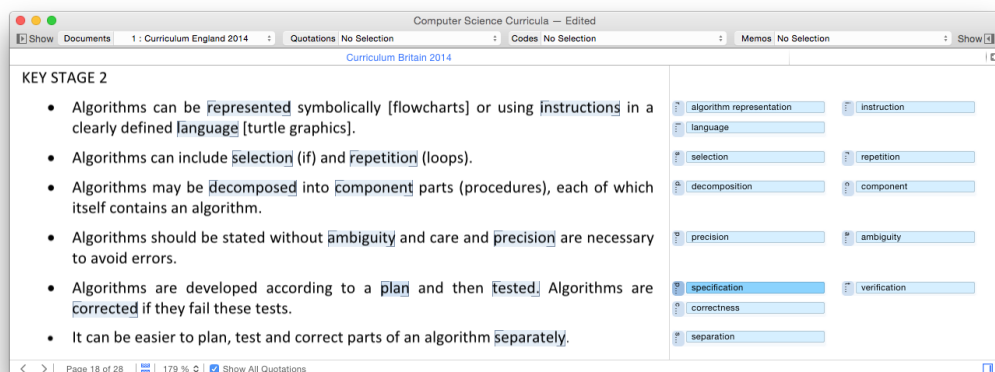 Computer Science Curricula — Edited
Show Documents 1 : Curriculum England 2014 Quotations No Selection Codes No Selection Memos No Selection Show
Curriculum Britain 2014
KEY STAGE 2
• Algorithms can be represented symbolically [flowcharts] or using instructions in a
clearly defined language [turtle graphics].
algorithm representation instruction
language
• Algorithms can include selection (if) and repetition (loops).
selection repetition
• Algorithms may be decomposed into component parts (procedures), each of which
itself contains an algorithm.
decomposition component
• Algorithms should be stated without ambiguity and care and precision are necessary
to avoid errors.
precision ambiguity
• Algorithms are developed according to a plan and then tested. Algorithms are
corrected if they fail these tests.
specification verification
correctness
• It can be easier to plan, test and correct parts of an algorithm separately.
separation
Page 18 of 28 179 % Show All Quotations